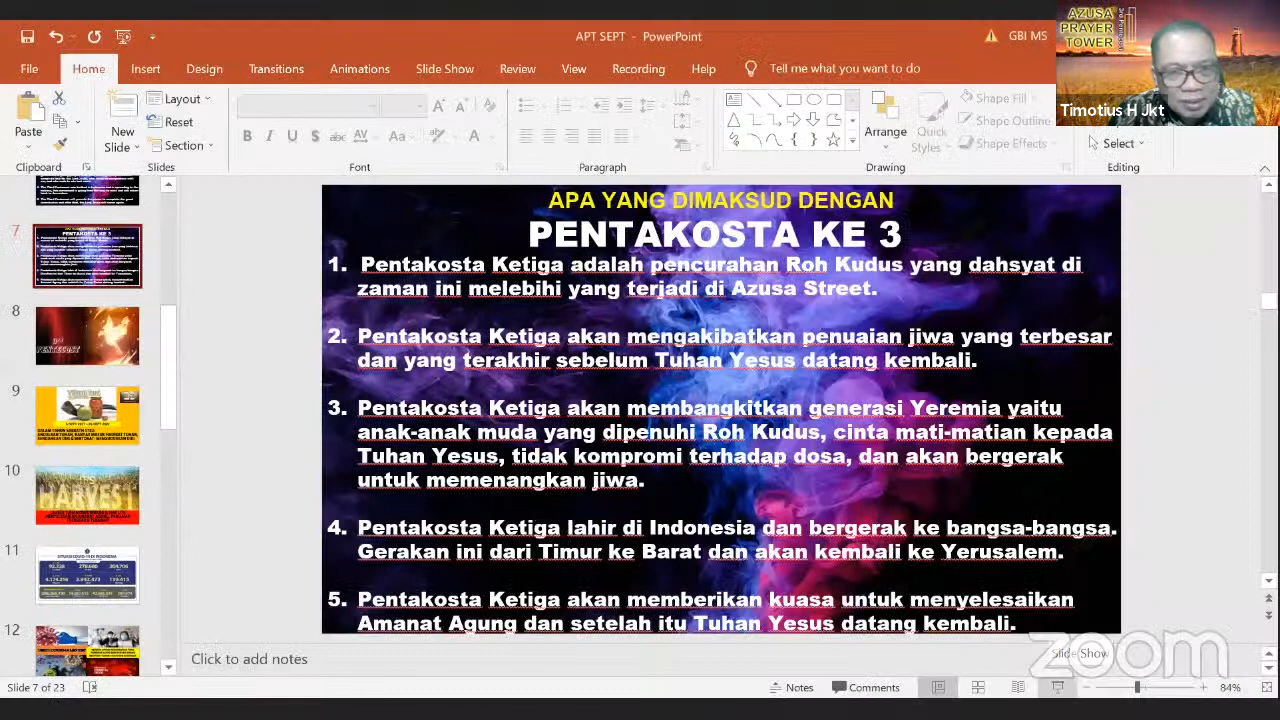 APT SEPT - PowerPoint
GBI MS
AZUSA
PRAYER
TOWER
3rd Pentecost
Timotius H Jkt
File Home Insert Design Transitions Animations Slide Show Review View Recording Help Tell me what you want to do
Paste
Clipboard
New
Slide
Layout
Reset
Section
Slides
B I U S abc AV Aa A
Font
Paragraph
Arrange
Quick
Styles
Shape Fill
Shape Outline
Shape Effects
Drawing
Select
Editing
7
8
3rd
PENTECOST
9
10
HARVEST
11
12
APA YANG DIMAKSUD DENGAN
PENTAKOSTA KE 3
1. Pentakosta Ketiga adalah pencurahan Roh Kudus yang dahsyat di
zaman ini melebihi yang terjadi di Azusa Street.
2. Pentakosta Ketiga akan mengakibatkan penuaian jiwa yang terbesar
dan yang terakhir sebelum Tuhan Yesus datang kembali.
3. Pentakosta Ketiga akan membangkitkan generasi Yeremia yaitu
anak-anak muda yang dipenuhi Roh Kudus, cinta mati-matian kepada
Tuhan Yesus, tidak kompromi terhadap dosa, dan akan bergerak
untuk memenangkan jiwa.
4. Pentakosta Ketiga lahir di Indonesia dan bergerak ke bangsa-bangsa.
Gerakan ini dari Timur ke Barat dan akan kembali ke Yerusalem.
5. Pentakosta Ketiga akan memberikan kuasa untuk menyelesaikan
Amanat Agung dan setelah itu Tuhan Yesus datang kembali.
Click to add notes
Slide Show
zoom
Slide 7 of 23
Notes
Comments
84%